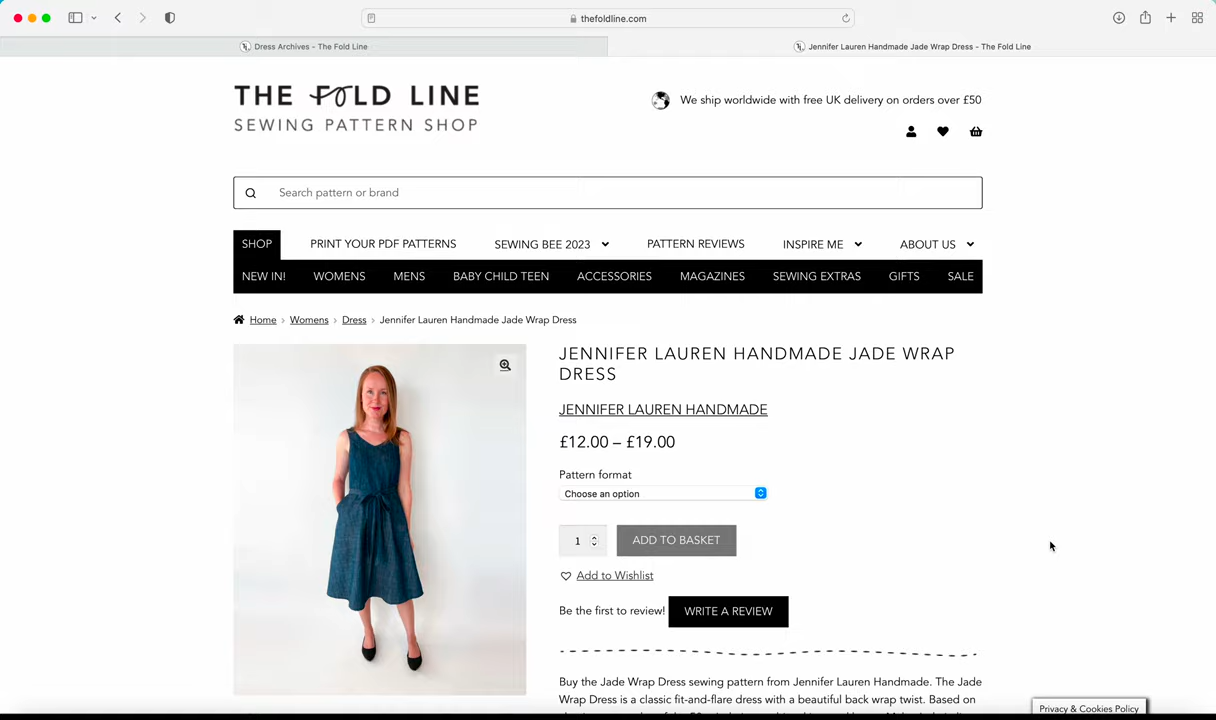 thefoldline.com
Dress Archives - The Fold Line
Jennifer Lauren Handmade Jade Wrap Dress - The Fold Line
THE FOLD LINE
SEWING PATTERN SHOP
We ship worldwide with free UK delivery on orders over £50
Search pattern or brand
SHOP PRINT YOUR PDF PATTERNS SEWING BEE 2023 PATTERN REVIEWS INSPIRE ME ABOUT US
NEW IN! WOMENS MENS BABY CHILD TEEN ACCESSORIES MAGAZINES SEWING EXTRAS GIFTS SALE
Home › Womens › Dress › Jennifer Lauren Handmade Jade Wrap Dress
JENNIFER LAUREN HANDMADE JADE WRAP
DRESS
JENNIFER LAUREN HANDMADE
£12.00 – £19.00
Pattern format
Choose an option
1 ADD TO BASKET
Add to Wishlist
Be the first to review! WRITE A REVIEW
Buy the Jade Wrap Dress sewing pattern from Jennifer Lauren Handmade. The Jade
Wrap Dress is a classic fit-and-flare dress with a beautiful back wrap twist. Based on
Privacy & Cookies Policy